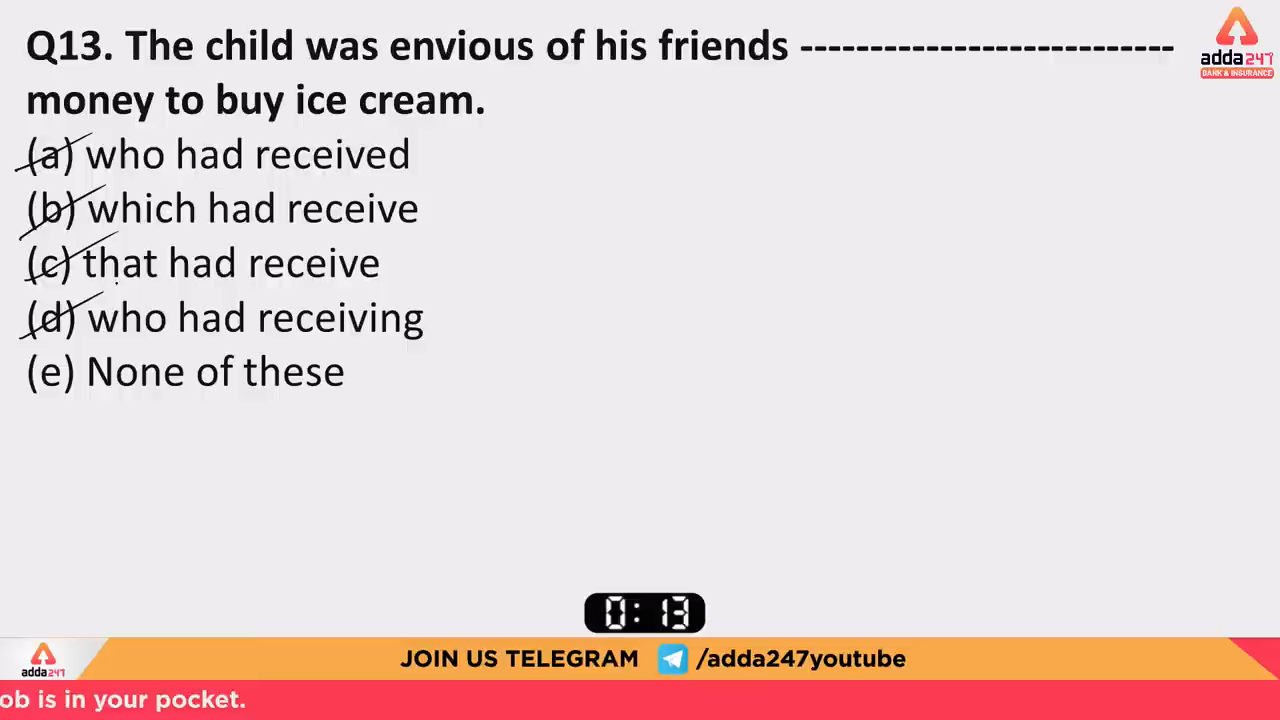 Q13. The child was envious of his friends ---------------------------
money to buy ice cream.
(a) who had received
(b) which had receive
(c) that had receive
(d) who had receiving
(e) None of these
adda247
BANK & INSURANCE
0:13
adda247
JOIN US TELEGRAM /adda247youtube
ob is in your pocket.